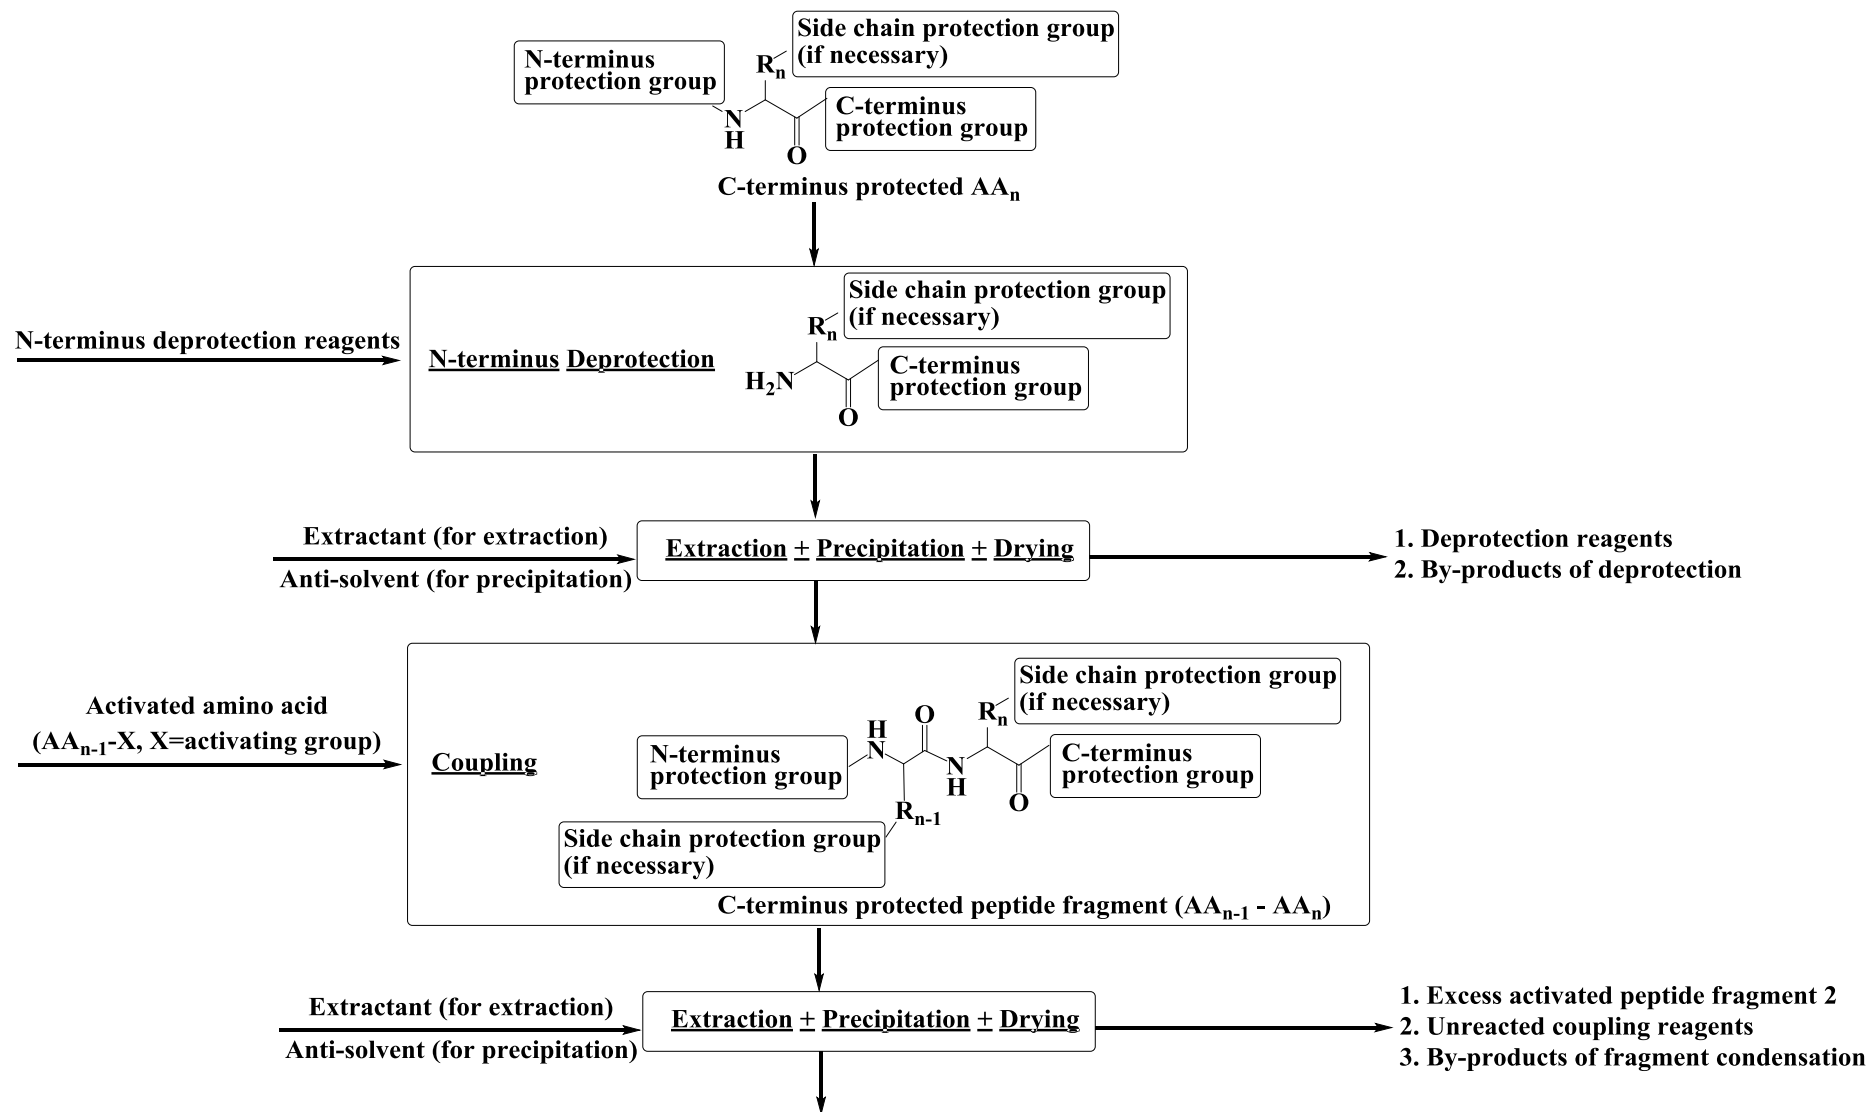 Side chain protection group
(if necessary)
N-terminus
protection group
Rn
C-terminus
protection group
N
H
O
C-terminus protected AAn
N-terminus deprotection reagents
N-terminus Deprotection
Side chain protection group
(if necessary)
Rn
C-terminus
protection group
H2N
O
Extractant (for extraction)
Anti-solvent (for precipitation)
Extraction + Precipitation + Drying
1. Deprotection reagents
2. By-products of deprotection
Activated amino acid
(AAn-1-X, X=activating group)
Coupling
Side chain protection group
(if necessary)
Rn
O
H
N
N-terminus
protection group
N
H
C-terminus
protection group
O
Rn-1
Side chain protection group
(if necessary)
C-terminus protected peptide fragment (AAn-1 - AAn)
Extractant (for extraction)
Anti-solvent (for precipitation)
Extraction + Precipitation + Drying
1. Excess activated peptide fragment 2
2. Unreacted coupling reagents
3. By-products of fragment condensation